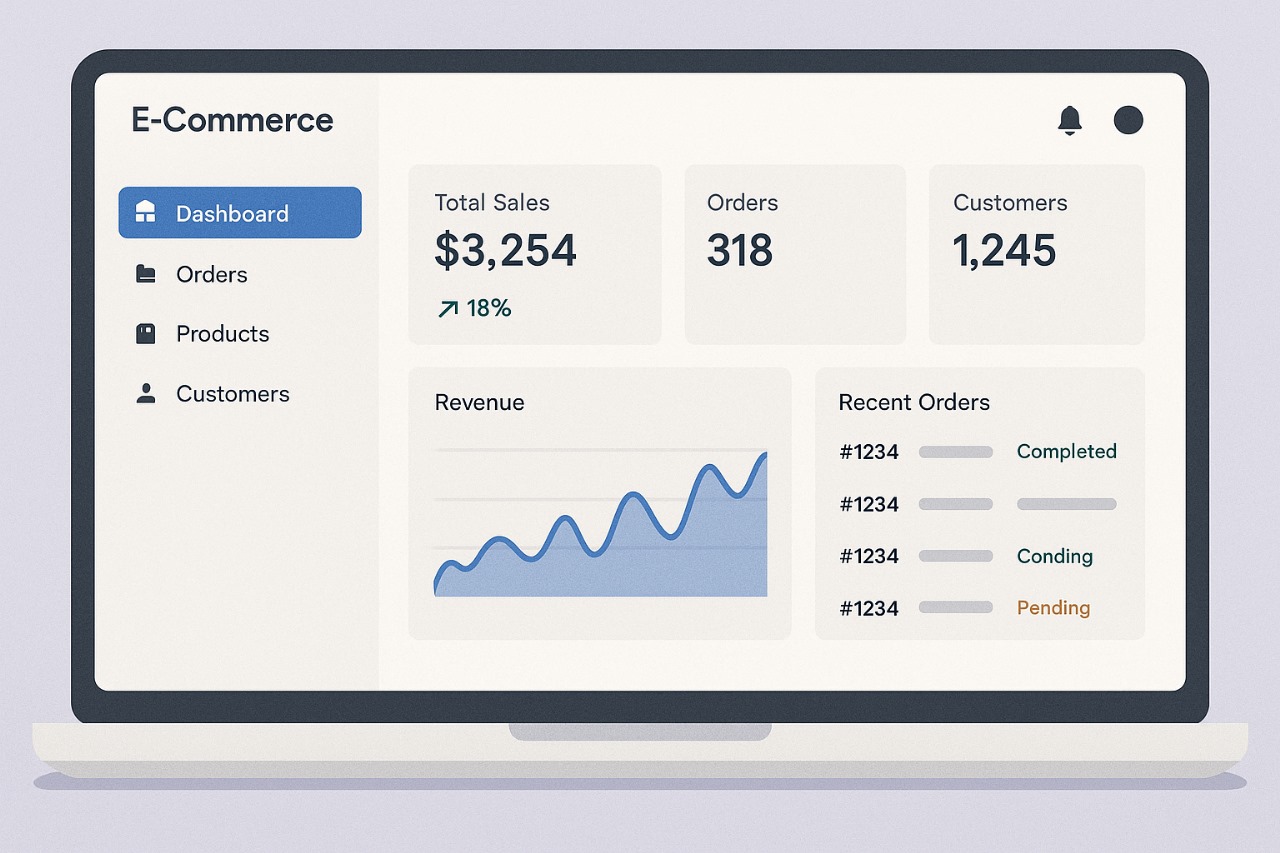 E-Commerce
Dashboard
Orders
Products
Customers
Total Sales
$3,254
18%
Orders
318
Customers
1,245
Revenue
Recent Orders
#1234 Completed
#1234
#1234 Conding
#1234 Pending